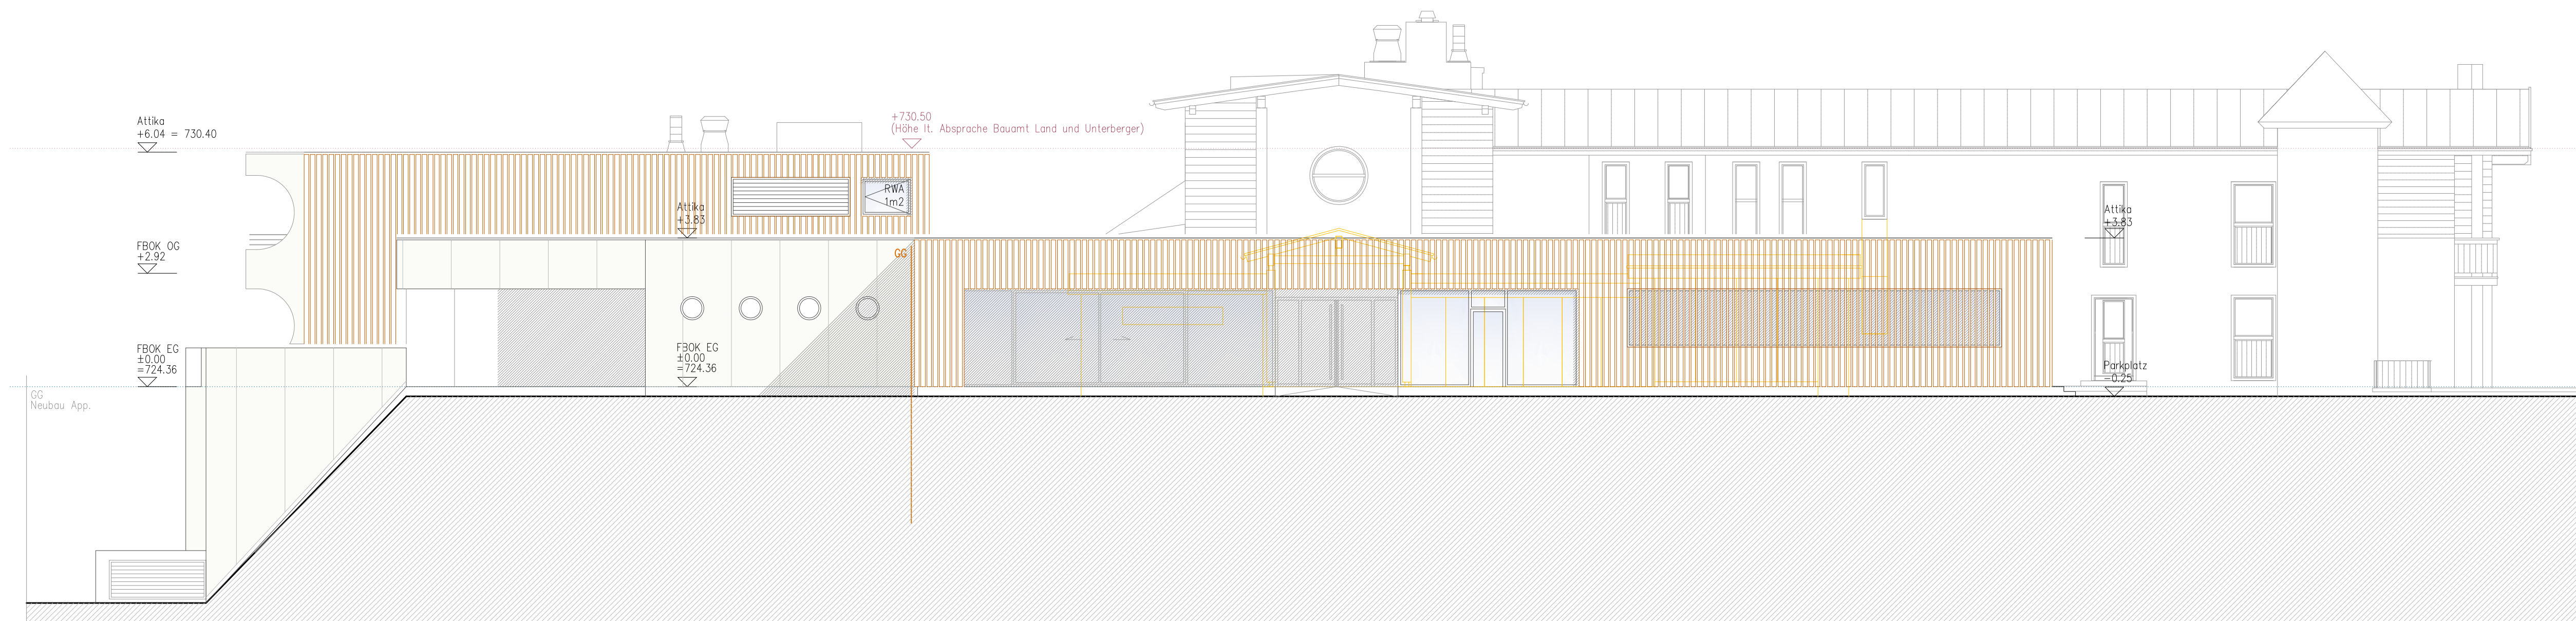 Attika
+6.04 = 730.40
+730.50
(Höhe lt. Absprache Bauamt Land und Unterberger)
RWA
1m2
Attika
+3.83
Attika
+3.83
FBOK OG
+2.92
GG
FBOK EG
±0.00
=724.36
FBOK EG
±0.00
=724.36
Parkplatz
-0.25
GG
Neubau App.